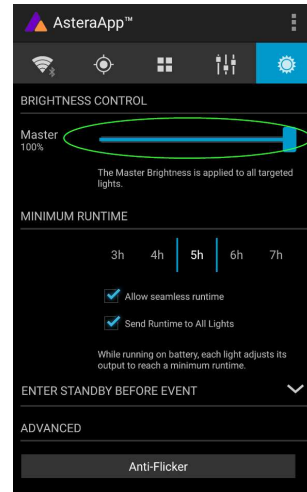 AsteraApp™
BRIGHTNESS CONTROL
Master
100%
The Master Brightness is applied to all targeted
lights.
MINIMUM RUNTIME
3h 4h 5h 6h 7h
Allow seamless runtime
Send Runtime to All Lights
While running on battery, each light adjusts its
output to reach a minimum runtime.
ENTER STANDBY BEFORE EVENT
ADVANCED
Anti-Flicker